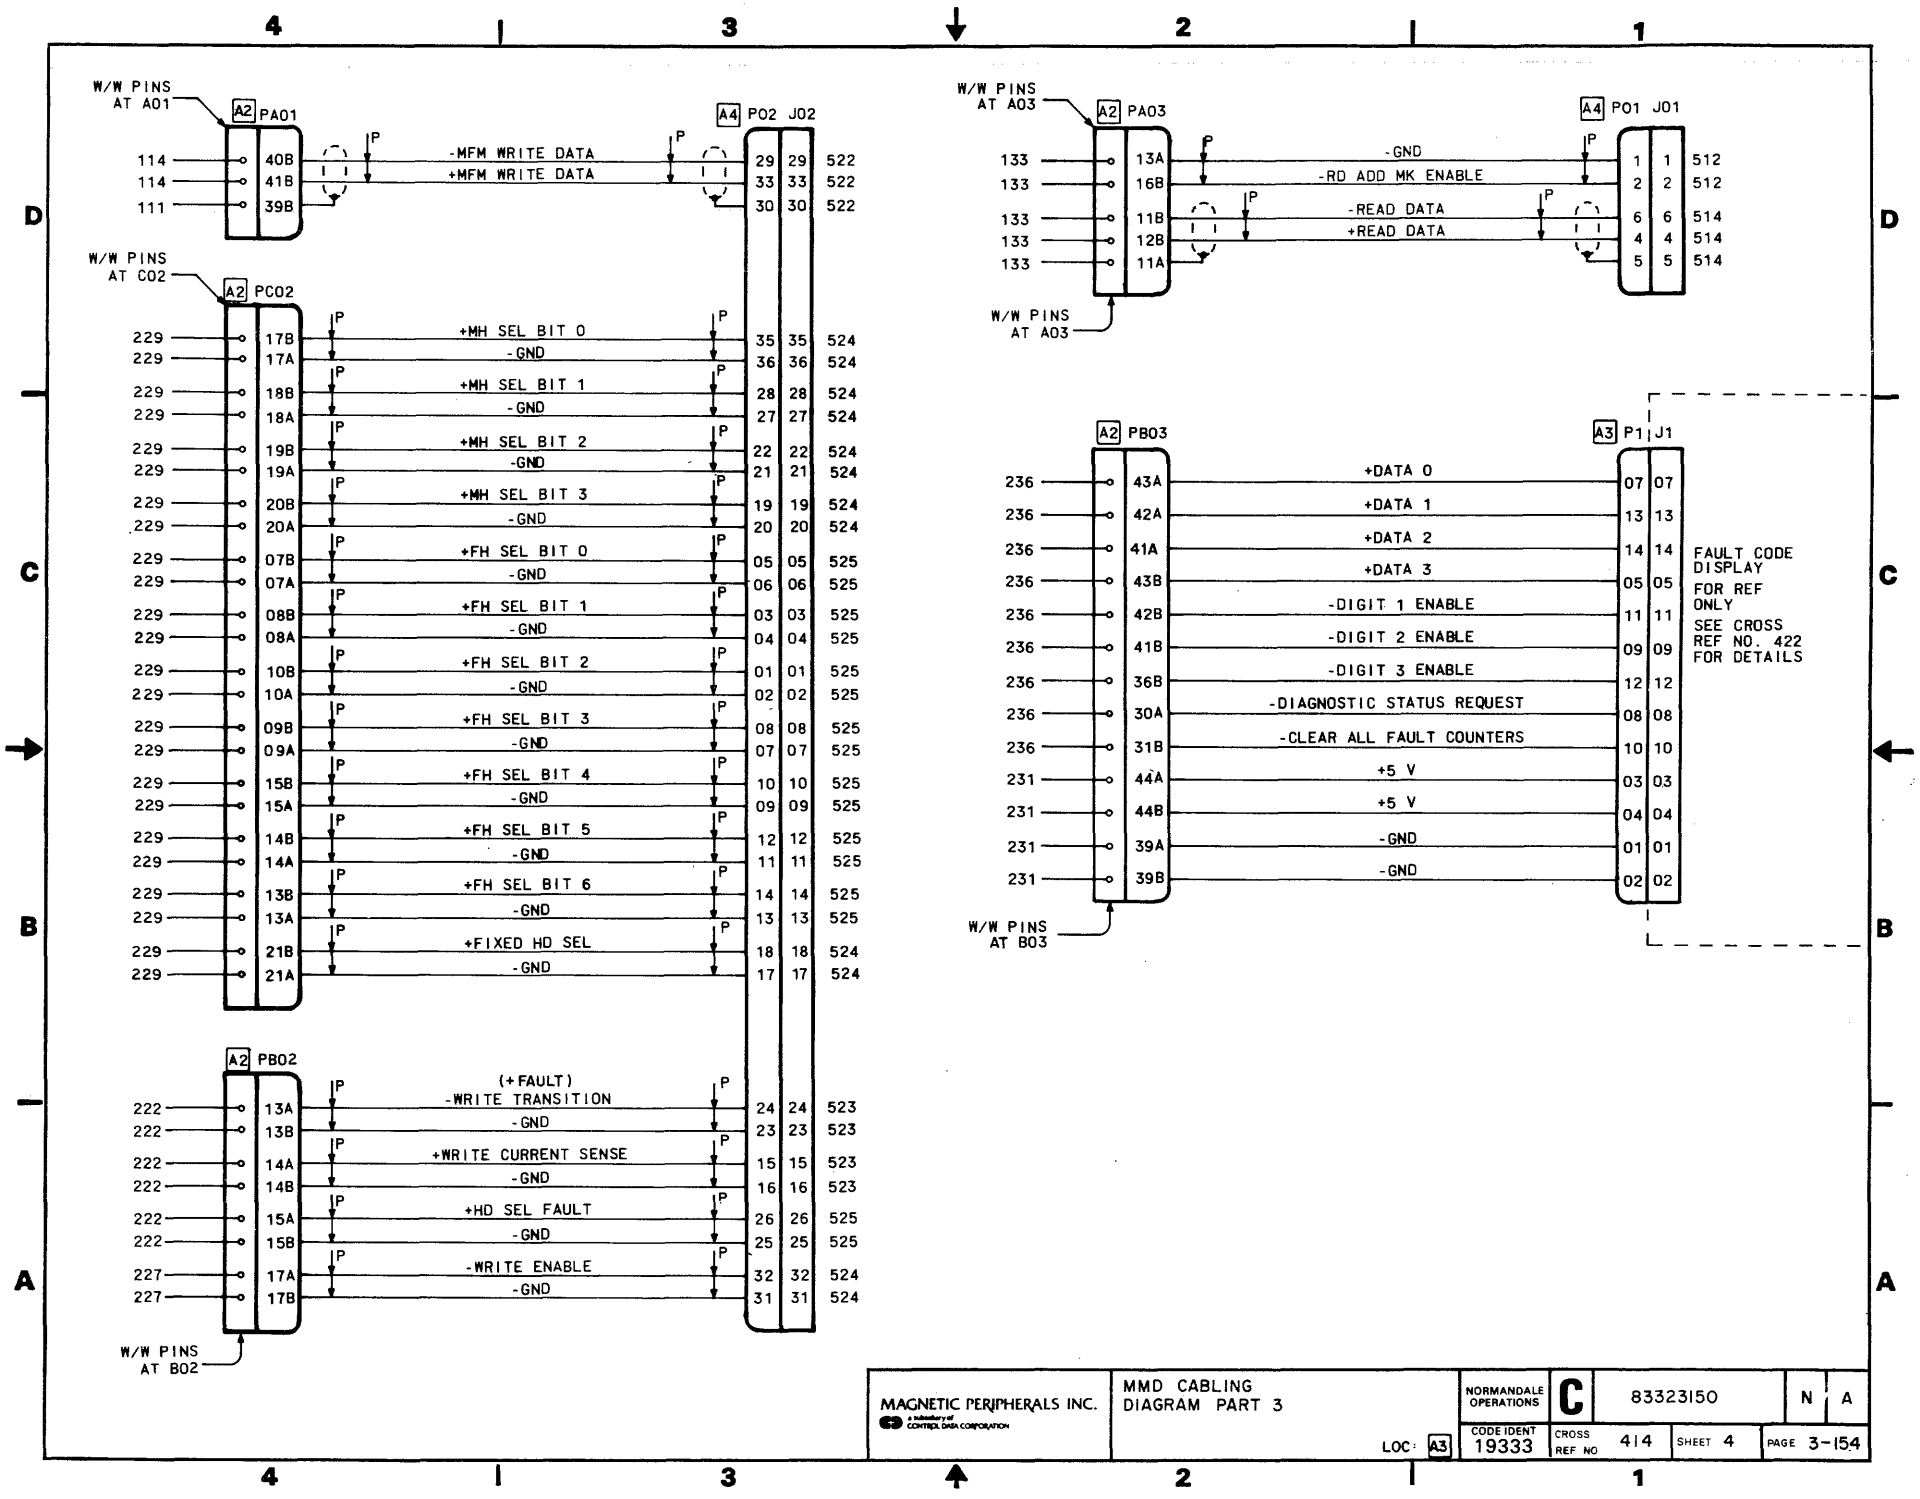 4 3 2 1
W/W PINS
AT A01
A2 PA01
A4 P02 J02
P P
114 40B -MFM WRITE DATA 29 29 522
114 41B +MFM WRITE DATA 33 33 522
111 39B 30 30 522
D
W/W PINS
AT C02
A2 PC02
P P
229 17B +MH SEL BIT 0 35 35 524
229 17A -GND 36 36 524
P P
229 18B +MH SEL BIT 1 28 28 524
229 18A -GND 27 27 524
P P
229 19B +MH SEL BIT 2 22 22 524
229 19A -GND 21 21 524
P P
229 20B +MH SEL BIT 3 19 19 524
229 20A -GND 20 20 524
P P
229 07B +FH SEL BIT 0 05 05 525
229 07A -GND 06 06 525
C
P P
229 08B +FH SEL BIT 1 03 03 525
229 08A -GND 04 04 525
P P
229 10B +FH SEL BIT 2 01 01 525
229 10A -GND 02 02 525
P P
229 09B +FH SEL BIT 3 08 08 525
229 09A -GND 07 07 525
P P
229 15B +FH SEL BIT 4 10 10 525
229 15A -GND 09 09 525
P P
229 14B +FH SEL BIT 5 12 12 525
229 14A -GND 11 11 525
P P
229 13B +FH SEL BIT 6 14 14 525
229 13A -GND 13 13 525
B
P P
229 21B +FIXED HD SEL 18 18 524
229 21A -GND 17 17 524
A2 PB02
(+FAULT)
P P
222 13A -WRITE TRANSITION 24 24 523
222 13B -GND 23 23 523
P P
222 14A +WRITE CURRENT SENSE 15 15 523
222 14B -GND 16 16 523
P P
222 15A +HD SEL FAULT 26 26 525
222 15B -GND 25 25 525
P P
227 17A -WRITE ENABLE 32 32 524
227 17B -GND 31 31 524
A
W/W PINS
AT B02
W/W PINS
AT A03
A2 PA03
A4 P01 J01
P P
133 13A -GND 1 1 512
133 16B -RD ADD MK ENABLE 2 2 512
P P
133 11B -READ DATA 6 6 514
133 12B +READ DATA 4 4 514
133 11A 5 5 514
D
W/W PINS
AT A03
A2 PB03
A3 P1 J1
236 43A +DATA 0 07 07
236 42A +DATA 1 13 13
236 41A +DATA 2 14 14
236 43B +DATA 3 05 05
236 42B -DIGIT 1 ENABLE 11 11
236 41B -DIGIT 2 ENABLE 09 09
236 36B -DIGIT 3 ENABLE 12 12
236 30A -DIAGNOSTIC STATUS REQUEST 08 08
236 31B -CLEAR ALL FAULT COUNTERS 10 10
231 44A +5 V 03 03
231 44B +5 V 04 04
231 39A -GND 01 01
231 39B -GND 02 02
FAULT CODE
DISPLAY
FOR REF
ONLY
SEE CROSS
REF NO. 422
FOR DETAILS
C
W/W PINS
AT B03
B
A
MAGNETIC PERIPHERALS INC.
a subsidiary of
CONTROL DATA CORPORATION
MMD CABLING
DIAGRAM PART 3
LOC: A3
NORMANDALE
OPERATIONS
C
83323150
N A
CODE IDENT
19333
CROSS
REF NO 414
SHEET 4
PAGE 3-154
4 3 2 1